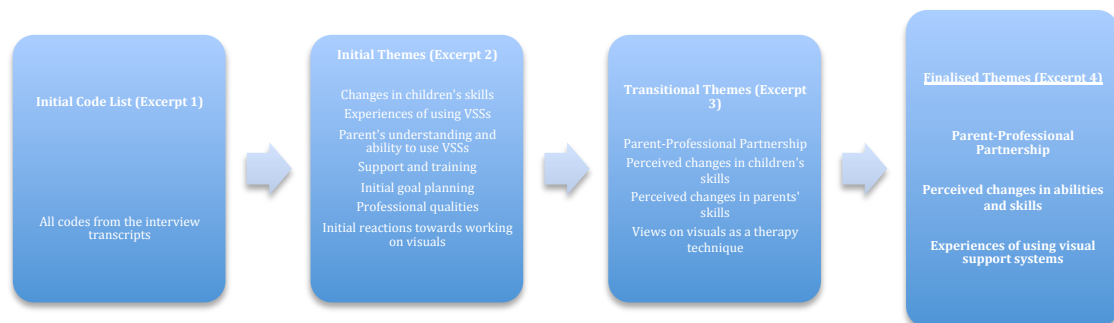 Initial Code List (Excerpt 1)
All codes from the interview
transcripts
Initial Themes (Excerpt 2)
Changes in children's skills
Experiences of using VSSs
Parent's understanding and
ability to use VSSs
Support and training
Initial goal planning
Professional qualities
Initial reactions towards working
on visuals
Transitional Themes (Excerpt
3)
Parent-Professional Partnership
Perceived changes in children's
skills
Perceived changes in parents'
skills
Views on visuals as a therapy
technique
Finalised Themes (Excerpt 4)
Parent-Professional
Partnership
Perceived changes in abilities
and skills
Experiences of using visual
support systems